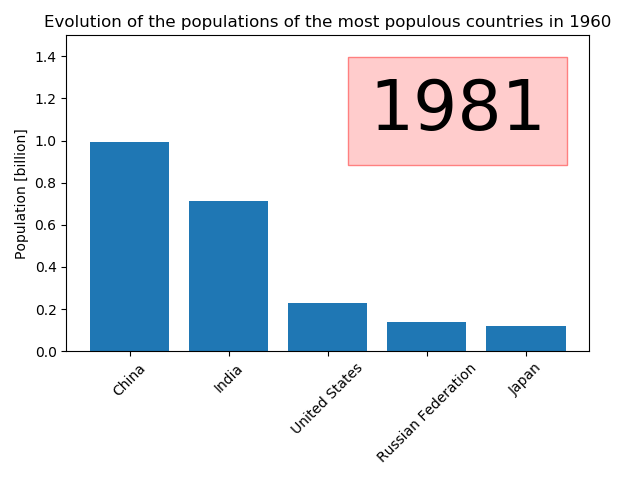 Evolution of the populations of the most populous countries in 1960
1981
Population [billion]
1.4
1.2
1.0
0.8
0.6
0.4
0.2
0.0
China
India
United States
Russian Federation
Japan